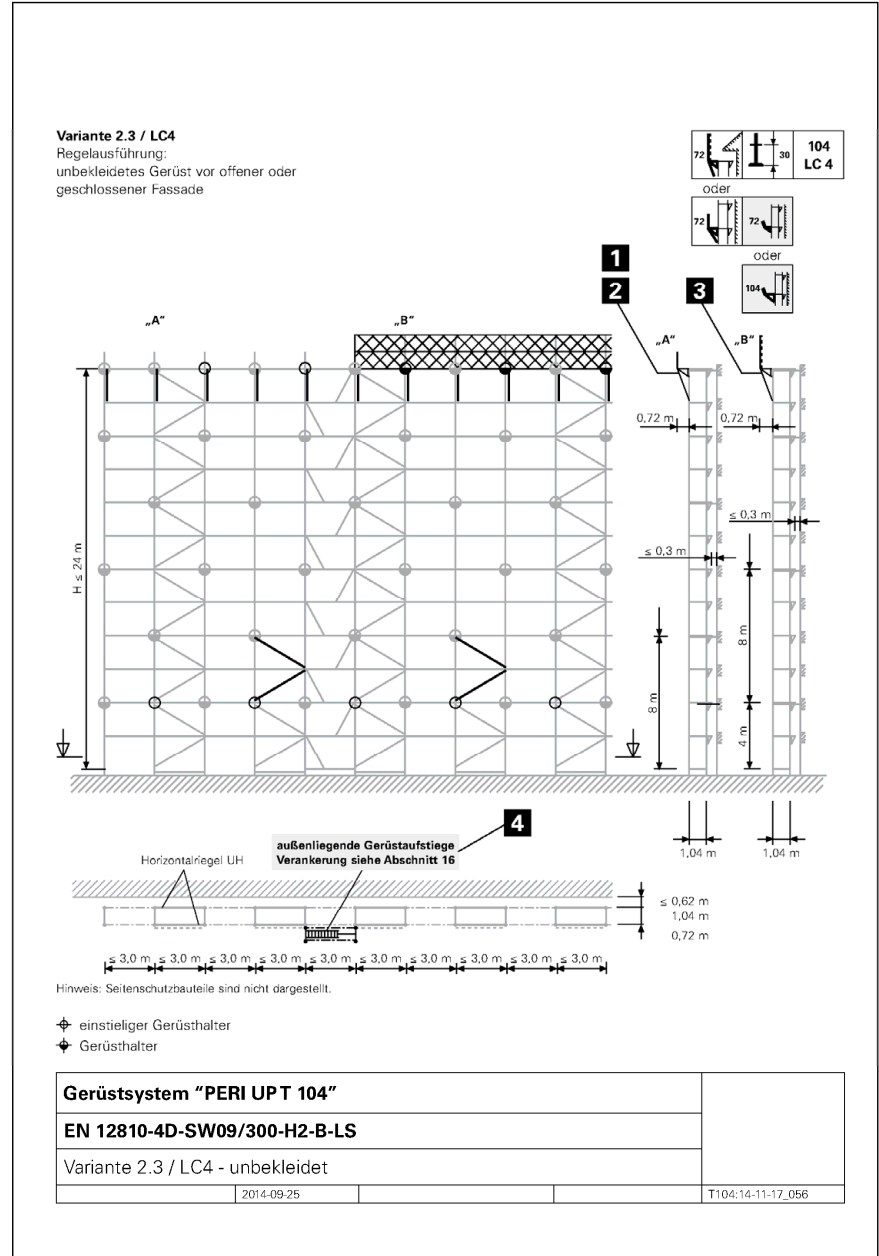 Variante 2.3 / LC4
Regelausführung:
unbekleidetes Gerüst vor offener oder
geschlossener Fassade
72
30
104
LC 4
oder
72
72
oder
104
1
2
3
„A“
„B“
„A“
„B“
0,72 m
0,72 m
≤ 0,3 m
≤ 0,3 m
H ≤ 24 m
8 m
8 m
4 m
1,04 m
1,04 m
4
außenliegende Gerüstaufstiege
Verankerung siehe Abschnitt 16
Horizontalriegel UH
≤ 0,62 m
1,04 m
0,72 m
≤ 3,0 m ≤ 3,0 m ≤ 3,0 m ≤ 3,0 m ≤ 3,0 m ≤ 3,0 m ≤ 3,0 m ≤ 3,0 m ≤ 3,0 m ≤ 3,0 m
Hinweis: Seitenschutzbauteile sind nicht dargestellt.
einstieliger Gerüsthalter
Gerüsthalter
Gerüstsystem "PERI UP T 104"
EN 12810-4D-SW09/300-H2-B-LS
Variante 2.3 / LC4 - unbekleidet
2014-09-25
T104:14-11-17_056